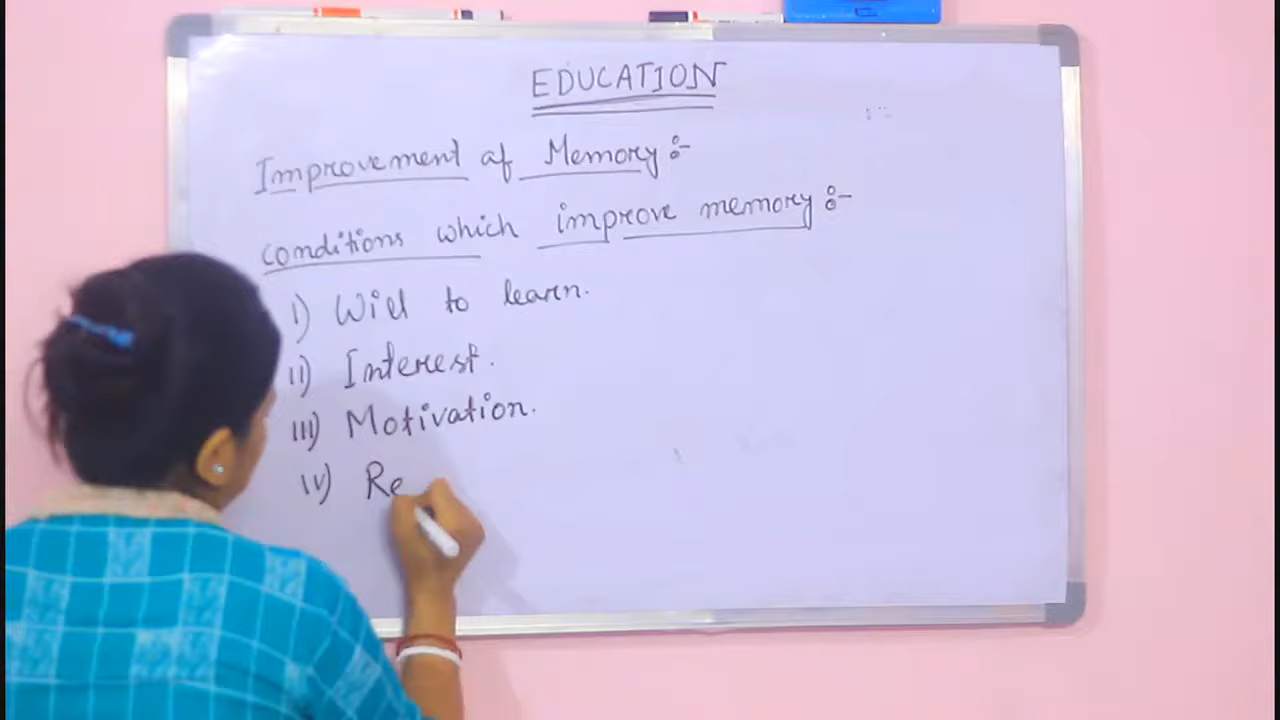 EDUCATION
Improvement of Memory :-
conditions which improve memory :-
I) Will to learn.
II) Interest.
III) Motivation.
IV) Re